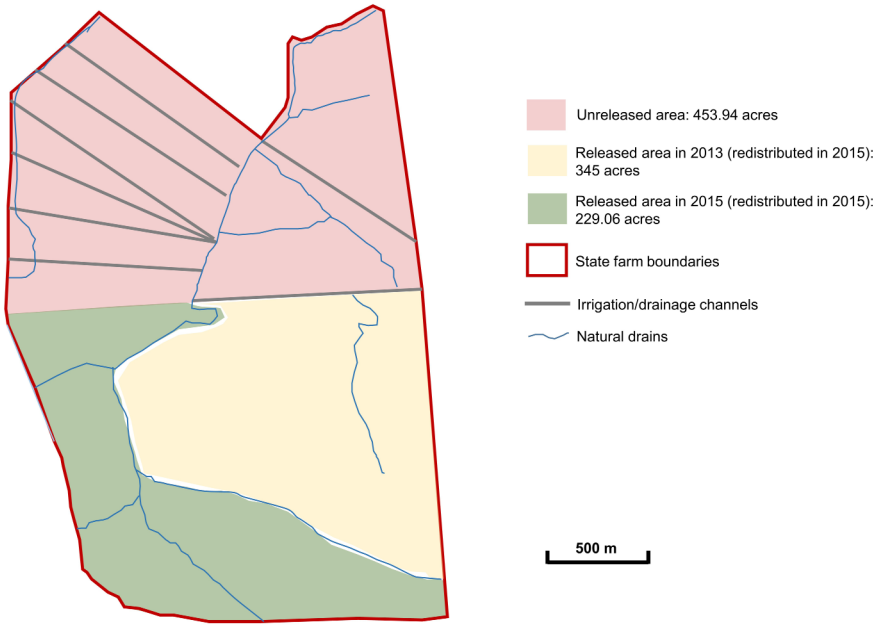 Unreleased area: 453.94 acres
Released area in 2013 (redistributed in 2015):
345 acres
Released area in 2015 (redistributed in 2015):
229.06 acres
State farm boundaries
Irrigation/drainage channels
Natural drains
500 m